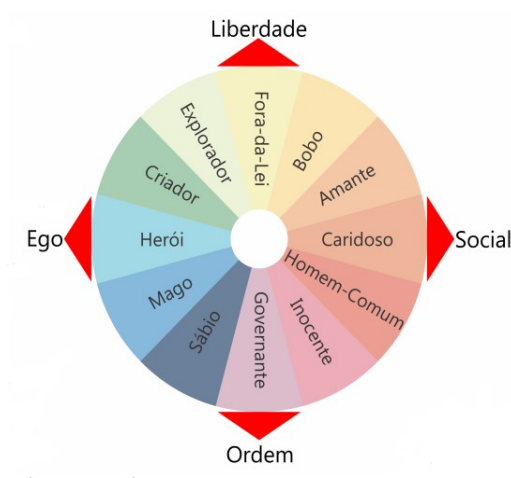 Liberdade
Fora-da-Lei
Bobo
Amante
Caridoso
Homem-Comum
Inocente
Governante
Sábio
Mago
Herói
Criador
Explorador
Ego
Social
Ordem